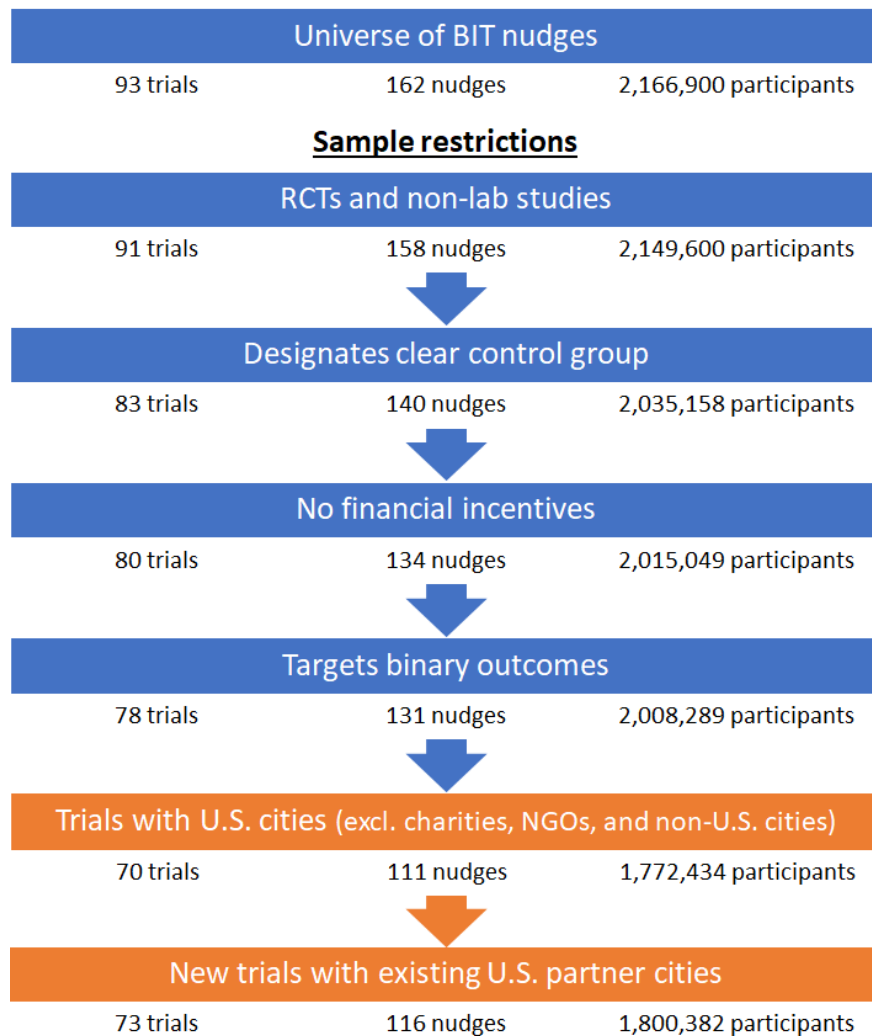 Universe of BIT nudges
93 trials 162 nudges 2,166,900 participants
Sample restrictions
RCTs and non-lab studies
91 trials 158 nudges 2,149,600 participants
Designates clear control group
83 trials 140 nudges 2,035,158 participants
No financial incentives
80 trials 134 nudges 2,015,049 participants
Targets binary outcomes
78 trials 131 nudges 2,008,289 participants
Trials with U.S. cities (excl. charities, NGOs, and non-U.S. cities)
70 trials 111 nudges 1,772,434 participants
New trials with existing U.S. partner cities
73 trials 116 nudges 1,800,382 participants